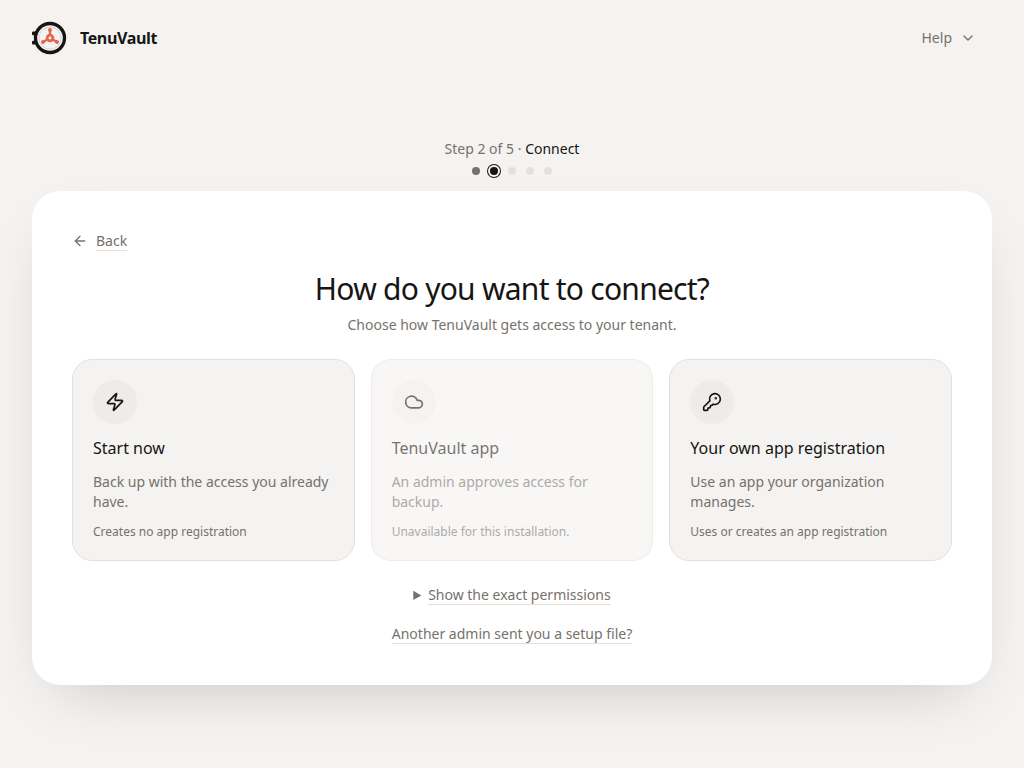 TenuVault
Help
Step 2 of 5 · Connect
Back
How do you want to connect?
Choose how TenuVault gets access to your tenant.
Start now
Back up with the access you already
have.
Creates no app registration
TenuVault app
An admin approves access for
backup.
Unavailable for this installation.
Your own app registration
Use an app your organization
manages.
Uses or creates an app registration
Show the exact permissions
Another admin sent you a setup file?